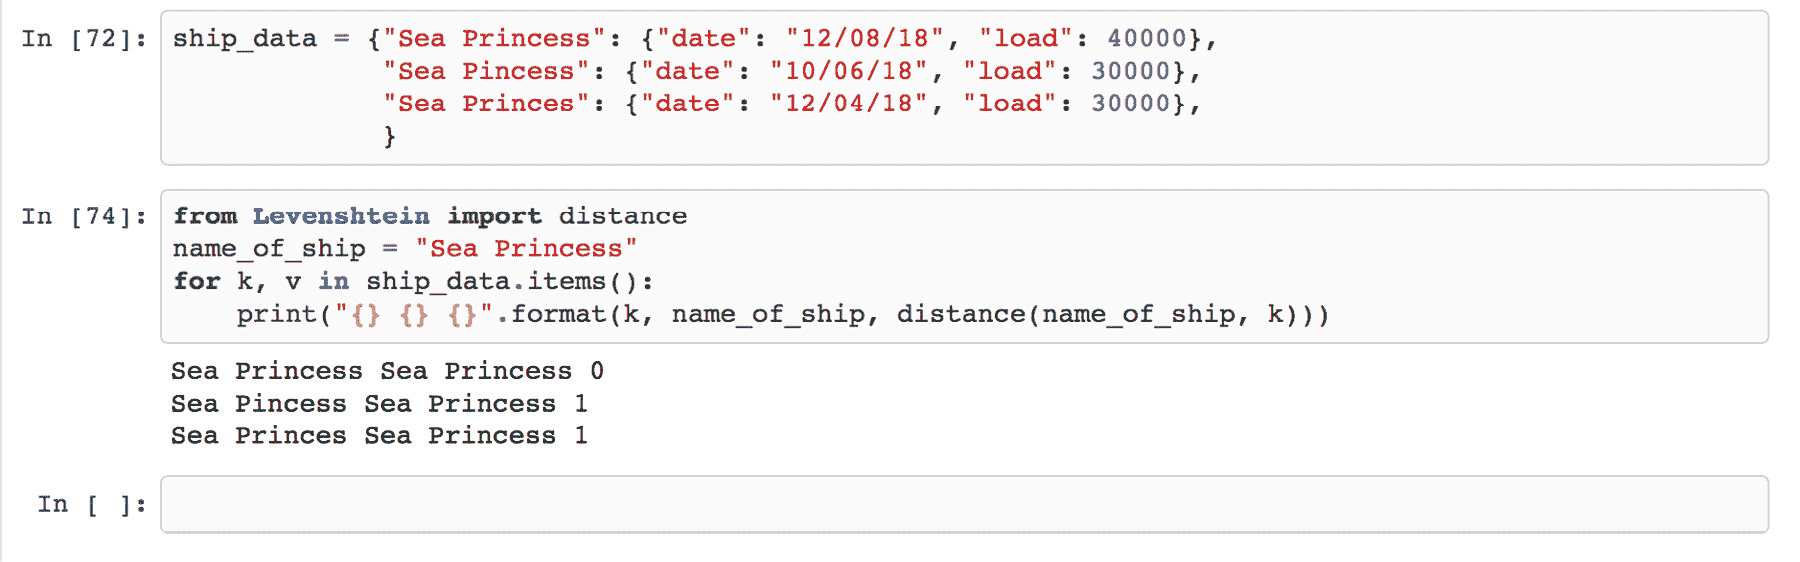 In [72]: ship_data = {"Sea Princess": {"date": "12/08/18", "load": 40000},
"Sea Pincess": {"date": "10/06/18", "load": 30000},
"Sea Princes": {"date": "12/04/18", "load": 30000},
}
In [74]: from Levenshtein import distance
name_of_ship = "Sea Princess"
for k, v in ship_data.items():
print("{} {} {}".format(k, name_of_ship, distance(name_of_ship, k)))
Sea Princess Sea Princess 0
Sea Pincess Sea Princess 1
Sea Princes Sea Princess 1
In [ ]: